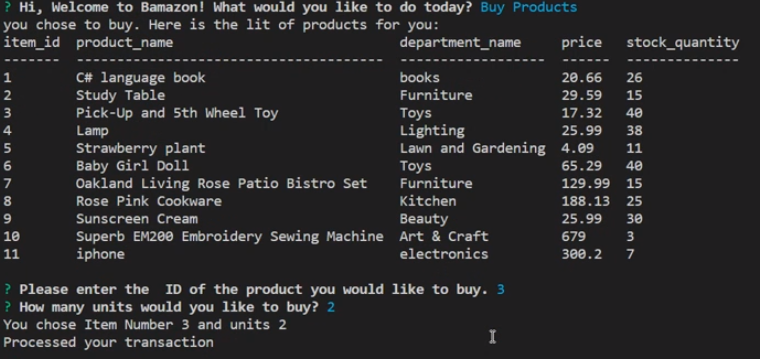 ? Hi, Welcome to Bamazon! What would you like to do today? Buy Products
you chose to buy. Here is the lit of products for you:
item_id  product_name                           department_name     price   stock_quantity
-------  -------------------------------------  ------------------  ------  --------------
1        C# language book                       books               20.66   26
2        Study Table                            Furniture           29.59   15
3        Pick-Up and 5th Wheel Toy              Toys                17.32   40
4        Lamp                                   Lighting            25.99   38
5        Strawberry plant                       Lawn and Gardening  4.09    11
6        Baby Girl Doll                         Toys                65.29   40
7        Oakland Living Rose Patio Bistro Set   Furniture           129.99  15
8        Rose Pink Cookware                     Kitchen             188.13  25
9        Sunscreen Cream                        Beauty              25.99   30
10       Superb EM200 Embroidery Sewing Machine  Art & Craft         679     3
11       iphone                                 electronics         300.2   7
? Please enter the  ID of the product you would like to buy. 3
? How many units would you like to buy? 2
You chose Item Number 3 and units 2
Processed your transaction